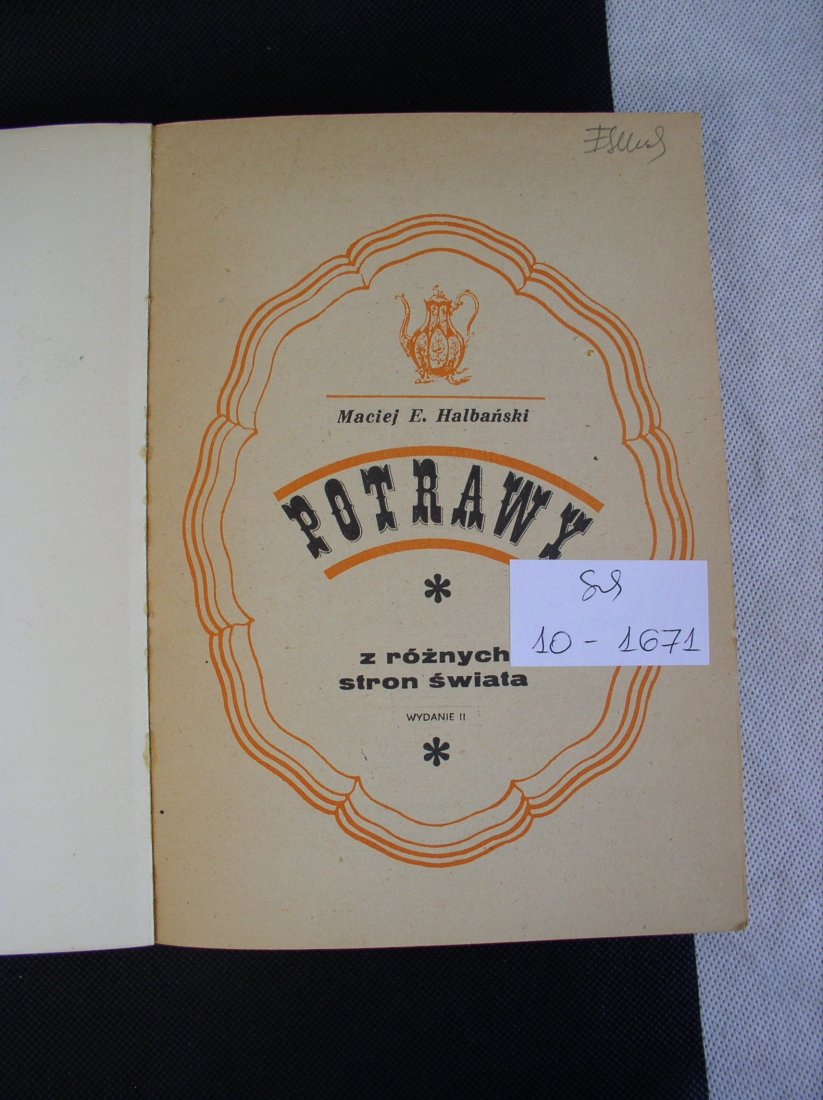 Maciej E. Halbański
POTRAWY
*
z różnych
stron świata
WYDANIE II
*
10 - 1671